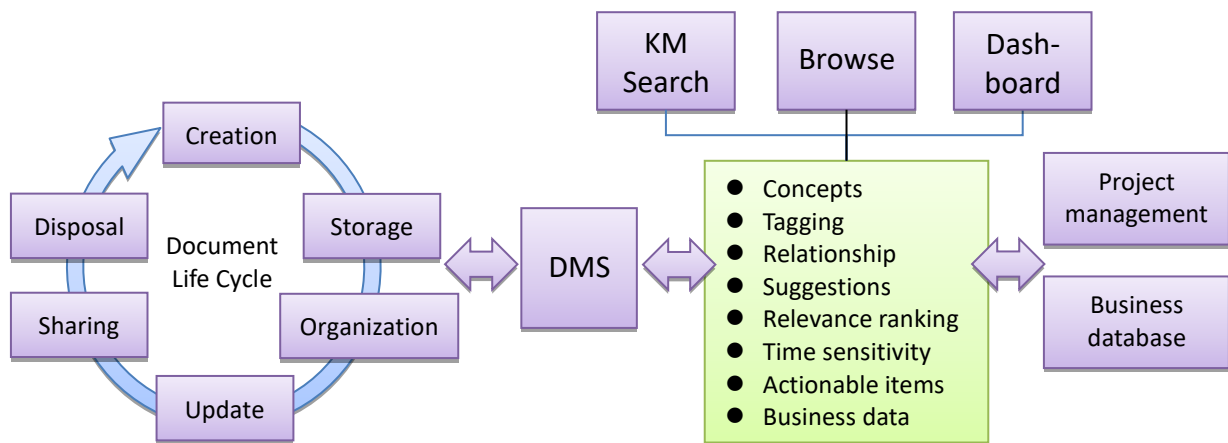 KM
Search
Browse
Dash-
board
Creation
Disposal
Storage
Document
Life Cycle
Sharing
Organization
Update
DMS
● Concepts
● Tagging
● Relationship
● Suggestions
● Relevance ranking
● Time sensitivity
● Actionable items
● Business data
Project
management
Business
database